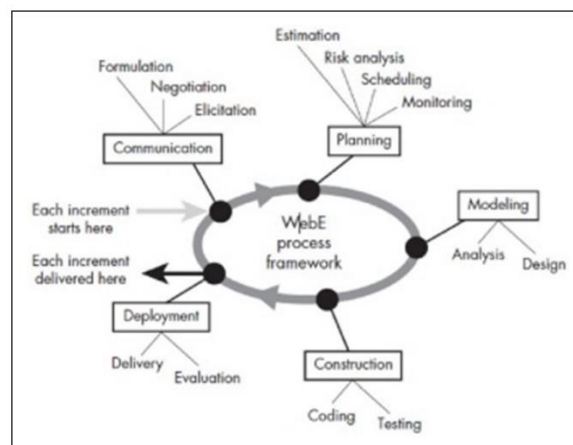 Estimation
Formulation
Risk analysis
Negotiation
Scheduling
Elicitation
Monitoring
Communication
Planning
Each increment
starts here
WebE
process
framework
Modeling
Each increment
delivered here
Analysis
Design
Deployment
Delivery
Evaluation
Construction
Coding
Testing